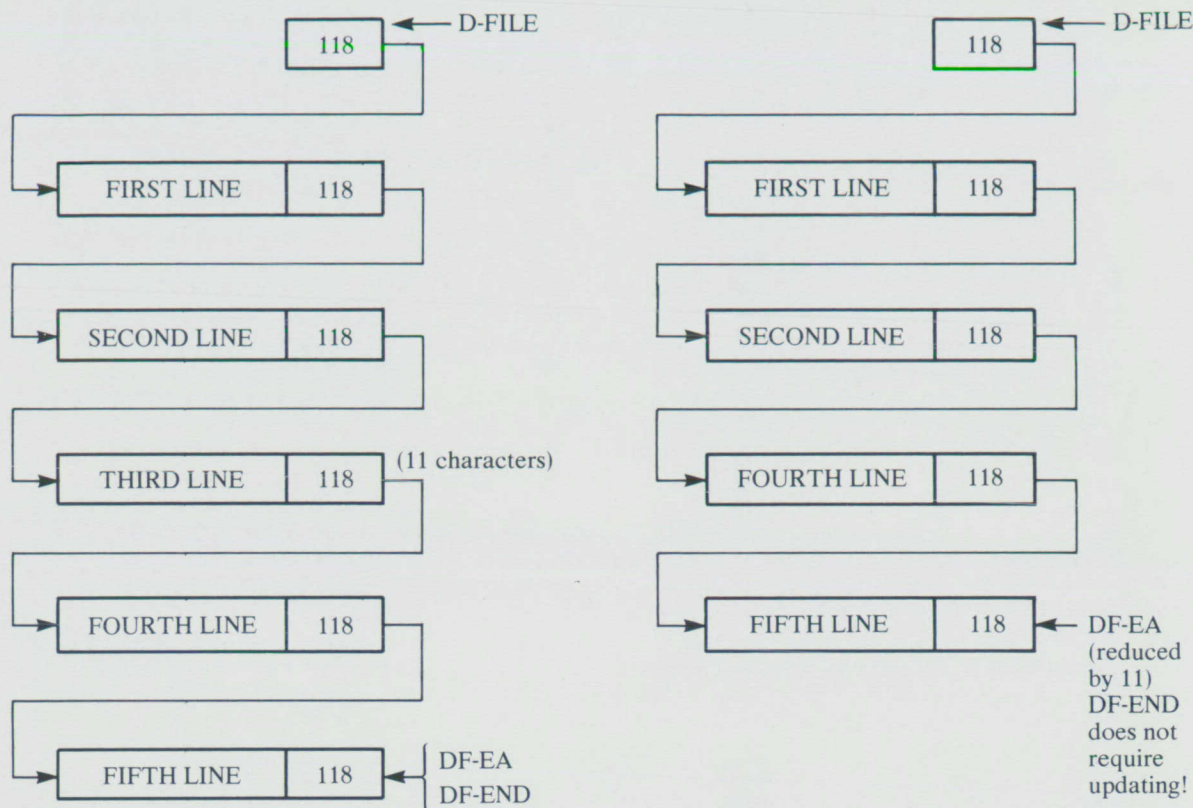 118
D-FILE
FIRST LINE 118
SECOND LINE 118
THIRD LINE 118
(11 characters)
FOURTH LINE 118
FIFTH LINE 118
DF-EA
DF-END
118
D-FILE
FIRST LINE 118
SECOND LINE 118
FOURTH LINE 118
FIFTH LINE 118
DF-EA
(reduced
by 11)
DF-END
does not
require
updating!